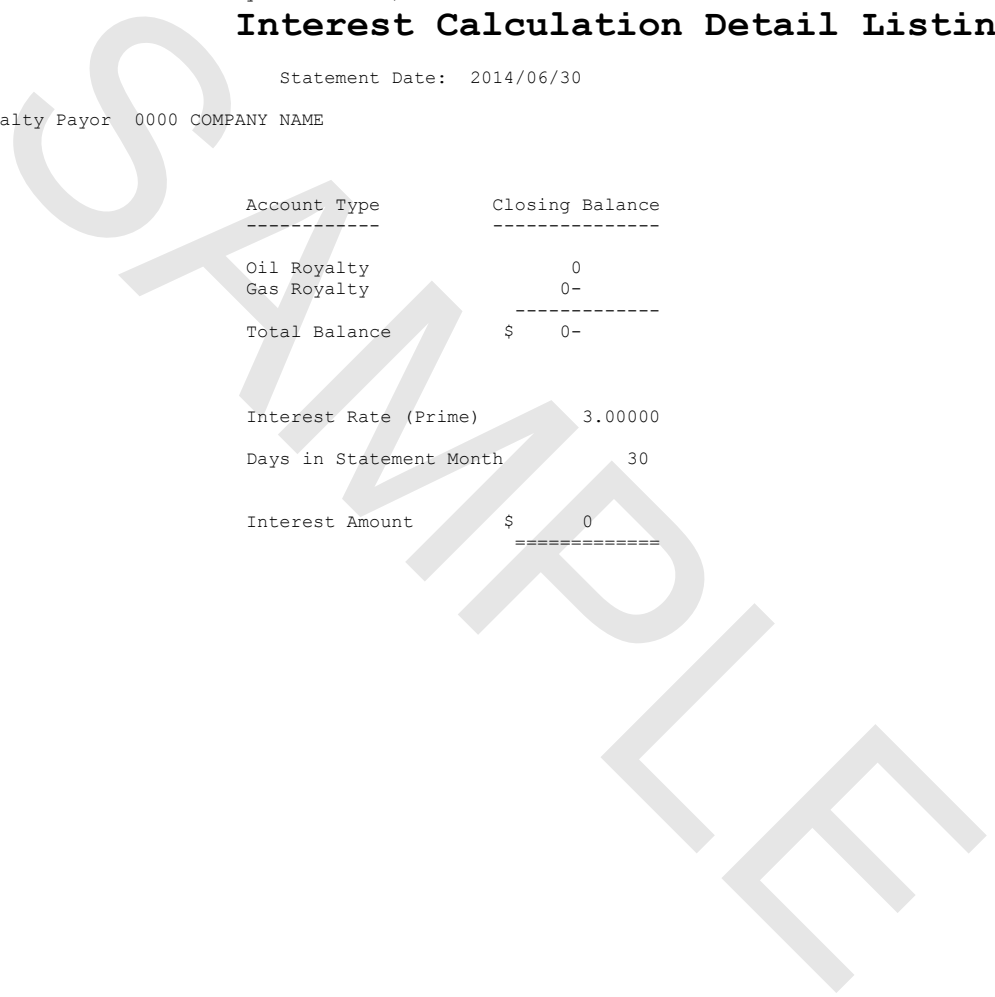 Interest Calculation Detail Listin
Statement Date: 2014/06/30
alty Payor 0000 COMPANY NAME
Account Type Closing Balance
------------ ---------------
Oil Royalty 0
Gas Royalty 0-
-------------
Total Balance $ 0-
Interest Rate (Prime) 3.00000
Days in Statement Month 30
Interest Amount $ 0
=============
SAMPLE